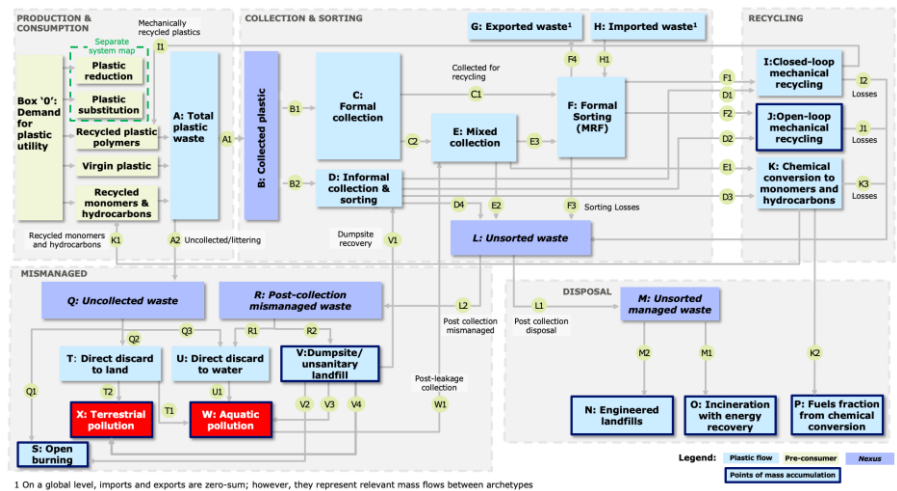 PRODUCTION &
CONSUMPTION
Mechanically
recycled plastics
I1
Separate
system map
Plastic
reduction
Plastic
substitution
Box '0':
Demand
for
plastic
utility
Recycled plastic
polymers
Virgin plastic
Recycled
monomers &
hydrocarbons
A: Total
plastic
waste
A1
Recycled monomers
and hydrocarbons
K1
A2
Uncollected/littering
COLLECTION & SORTING
G: Exported waste1
H: Imported waste1
F4
H1
B: Collected plastic
B1
B2
C:
Formal
collection
Collected for
recycling
C1
C2
E: Mixed
collection
E3
F: Formal
Sorting
(MRF)
D: Informal
collection &
sorting
D4
E2
F3
Sorting Losses
Dumpsite
recovery
V1
L: Unsorted waste
RECYCLING
F1
D1
F2
D2
E1
D3
I:Closed-loop
mechanical
recycling
I2
Losses
J:Open-loop
mechanical
recycling
J1
Losses
K: Chemical
conversion to
monomers and
hydrocarbons
K3
Losses
MISMANAGED
Q: Uncollected waste
R: Post-collection
mismanaged waste
L2
Post collection
mismanaged
Q3
Q2
R1
R2
Q1
T: Direct discard
to land
U: Direct discard
to water
V:Dumpsite/
unsanitary
landfill
T2
T1
U1
V2
V3
V4
Post-leakage
collection
W1
X: Terrestrial
pollution
W: Aquatic
pollution
S: Open
burning
DISPOSAL
L1
Post collection
disposal
M: Unsorted
managed waste
M2
M1
K2
N: Engineered
landfills
O: Incineration
with energy
recovery
P: Fuels fraction
from chemical
conversion
Legend:
Plastic flow
Pre-consumer
Nexus
Points of mass accumulation
1 On a global level, imports and exports are zero-sum; however, they represent relevant mass flows between archetypes